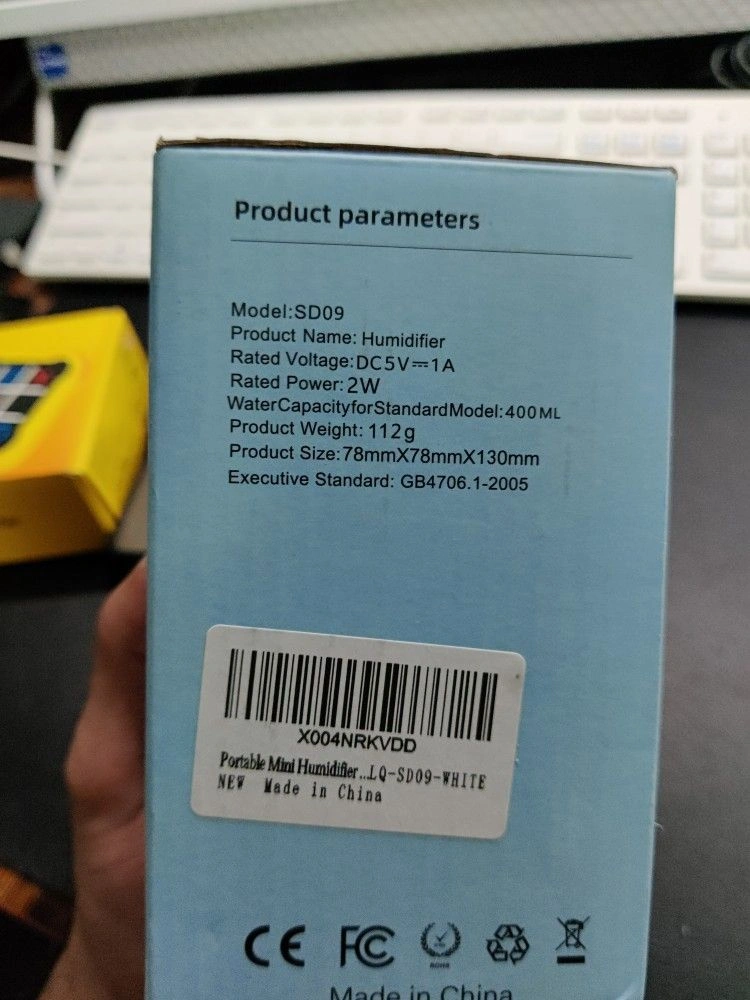 Product parameters
Model:SD09
Product Name: Humidifier
Rated Voltage:DC5V⎓1A
Rated Power:2W
WaterCapacityforStandardModel:400ML
Product Weight: 112g
Product Size:78mmX78mmX130mm
Executive Standard: GB4706.1-2005
X004NRKVDD
Portable Mini Humidifier...LQ-SD09-WHITE
NEW Made in China
CE FC
Made in China